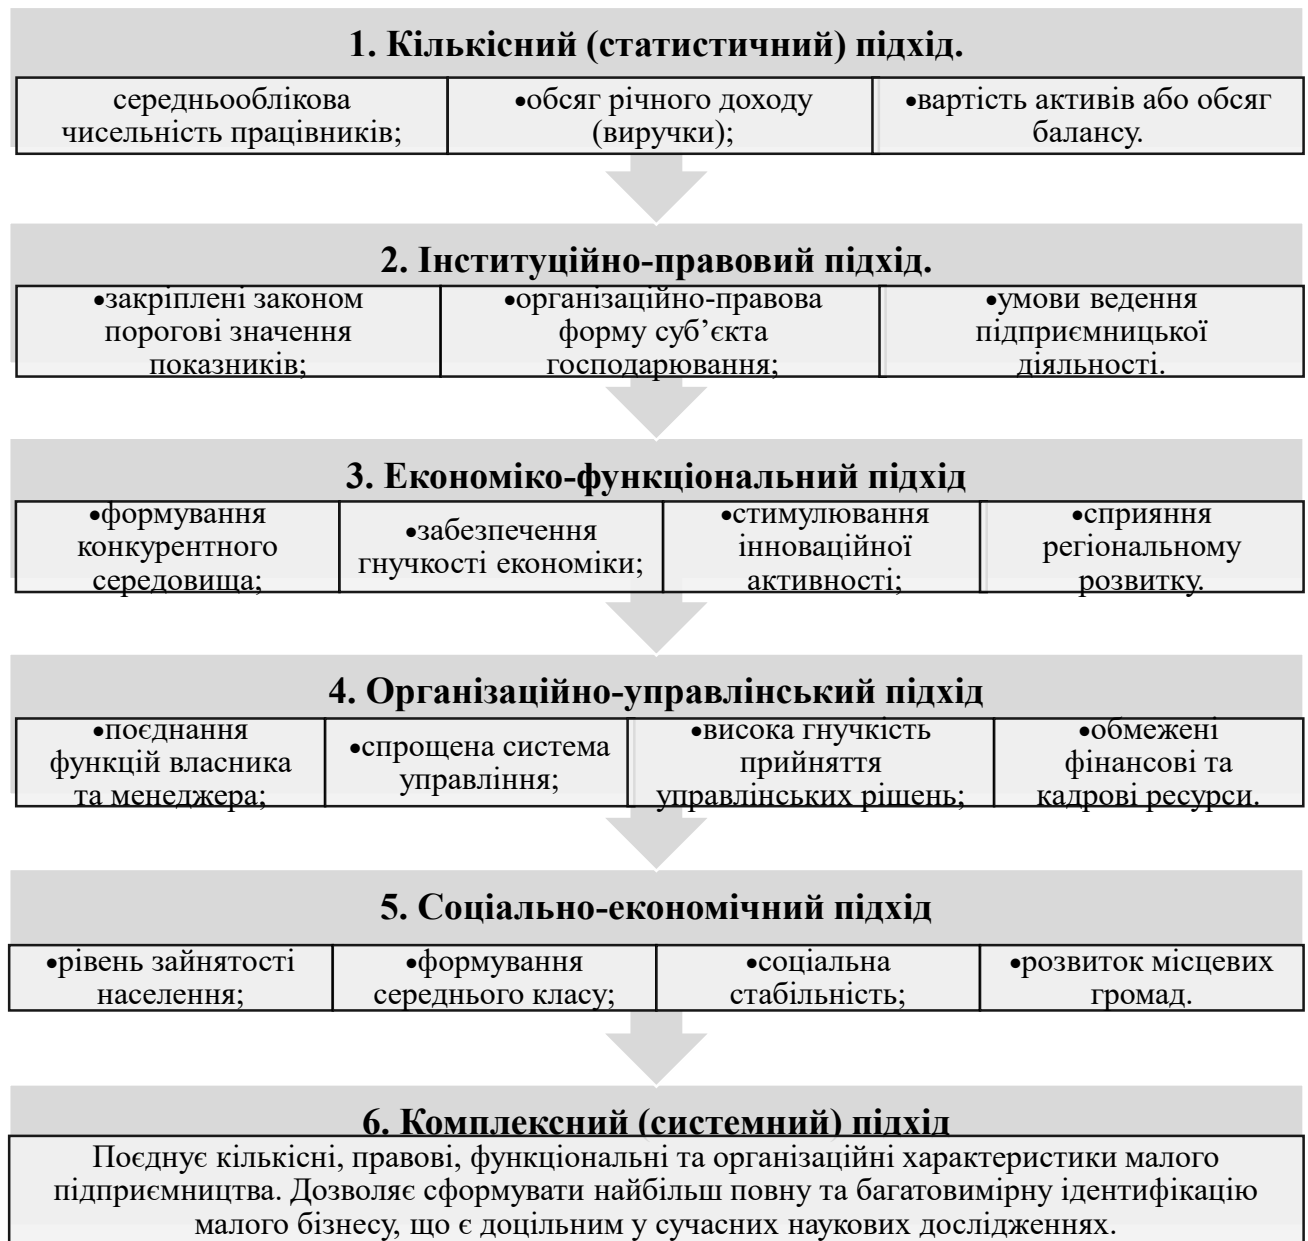 1. Кількісний (статистичний) підхід.
середньооблікова
чисельність працівників;
•обсяг річного доходу
(виручки);
•вартість активів або обсяг
балансу.
2. Інституційно-правовий підхід.
•закріплені законом
порогові значення
показників;
•організаційно-правова
форму суб’єкта
господарювання;
•умови ведення
підприємницької
діяльності.
3. Економіко-функціональний підхід
•формування
конкурентного
середовища;
•забезпечення
гнучкості економіки;
•стимулювання
інноваційної
активності;
•сприяння
регіональному
розвитку.
4. Організаційно-управлінський підхід
•поєднання
функцій власника
та менеджера;
•спрощена система
управління;
•висока гнучкість
прийняття
управлінських рішень;
•обмежені
фінансові та
кадрові ресурси.
5. Соціально-економічний підхід
•рівень зайнятості
населення;
•формування
середнього класу;
•соціальна
стабільність;
•розвиток місцевих
громад.
6. Комплексний (системний) підхід
Поєднує кількісні, правові, функціональні та організаційні характеристики малого
підприємництва. Дозволяє сформувати найбільш повну та багатовимірну ідентифікацію
малого бізнесу, що є доцільним у сучасних наукових дослідженнях.